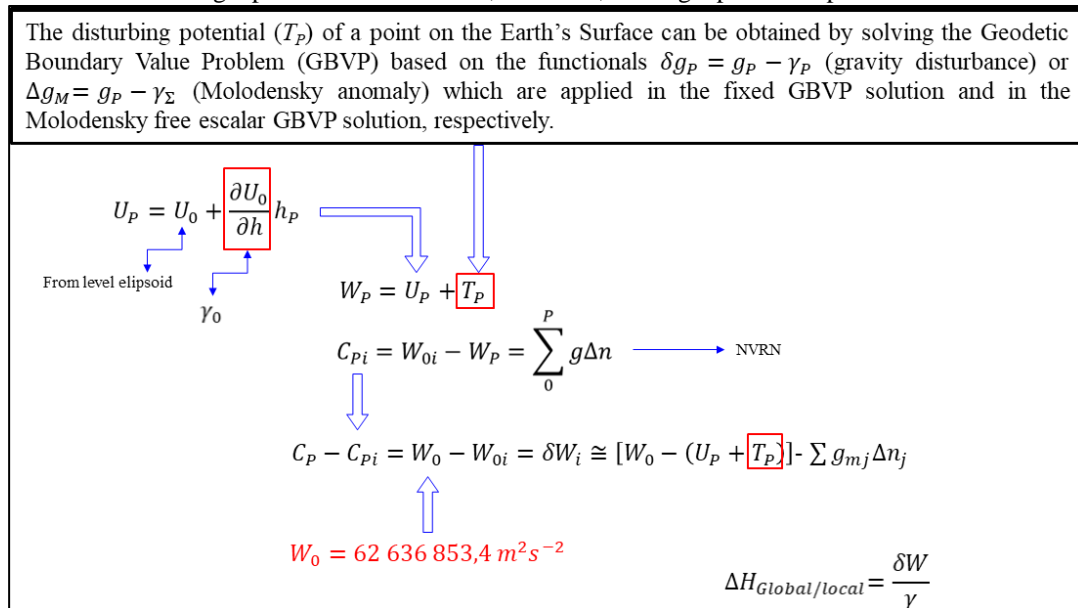 The disturbing potential (T_P) of a point on the Earth's Surface can be obtained by solving the Geodetic
Boundary Value Problem (GBVP) based on the functionals δg_P = g_P − γ_P (gravity disturbance) or
Δg_M = g_P − γ_Σ (Molodensky anomaly) which are applied in the fixed GBVP solution and in the
Molodensky free escalar GBVP solution, respectively.
U_P = U_0 + ∂U_0/∂h h_P
From level elipsoid
γ_0
W_P = U_P + T_P
C_Pi = W_0i − W_P = ∑_0^P gΔn
NVRN
C_P − C_Pi = W_0 − W_0i = δW_i ≅ [W_0 − (U_P + T_P)]- ∑ g_mj Δn_j
W_0 = 62 636 853,4 m²s⁻²
ΔH_Global/local = δW/γ